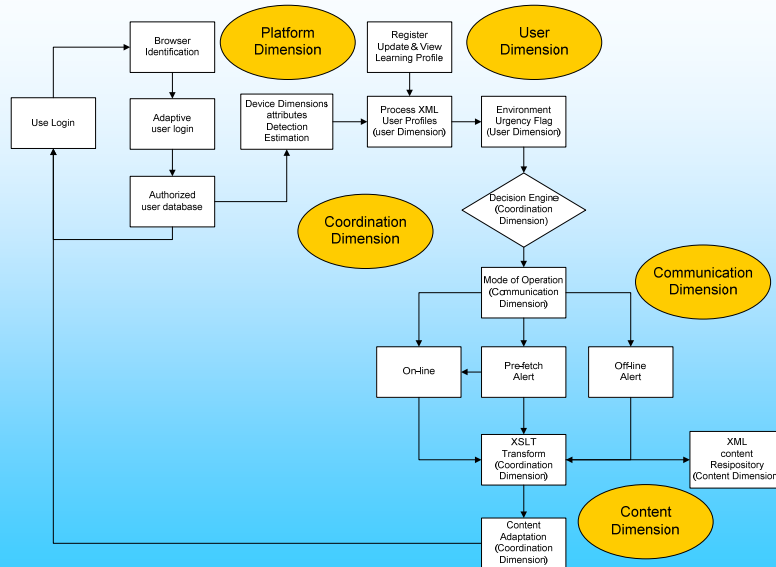 Browser
Identification
Platform
Dimension
Register
Update & View
Learning Profile
User
Dimension
Use Login
Adaptive
user login
Device Dimensions
attributes
Detection
Estimation
Process XML
User Profiles
(user Dimension)
Environment
Urgency Flag
(User Dimension)
Authorized
user database
Coordination
Dimension
Decision Engine
(Coordination
Dimension)
Mode of Operation
(Communication
Dimension)
Communication
Dimension
On-line
Pre-fetch
Alert
Off-line
Alert
XSLT
Transform
(Coordination
Dimension)
XML
content
Resipository
(Content Dimension
Content
Adaptation
(Coordination
Dimension)
Content
Dimension